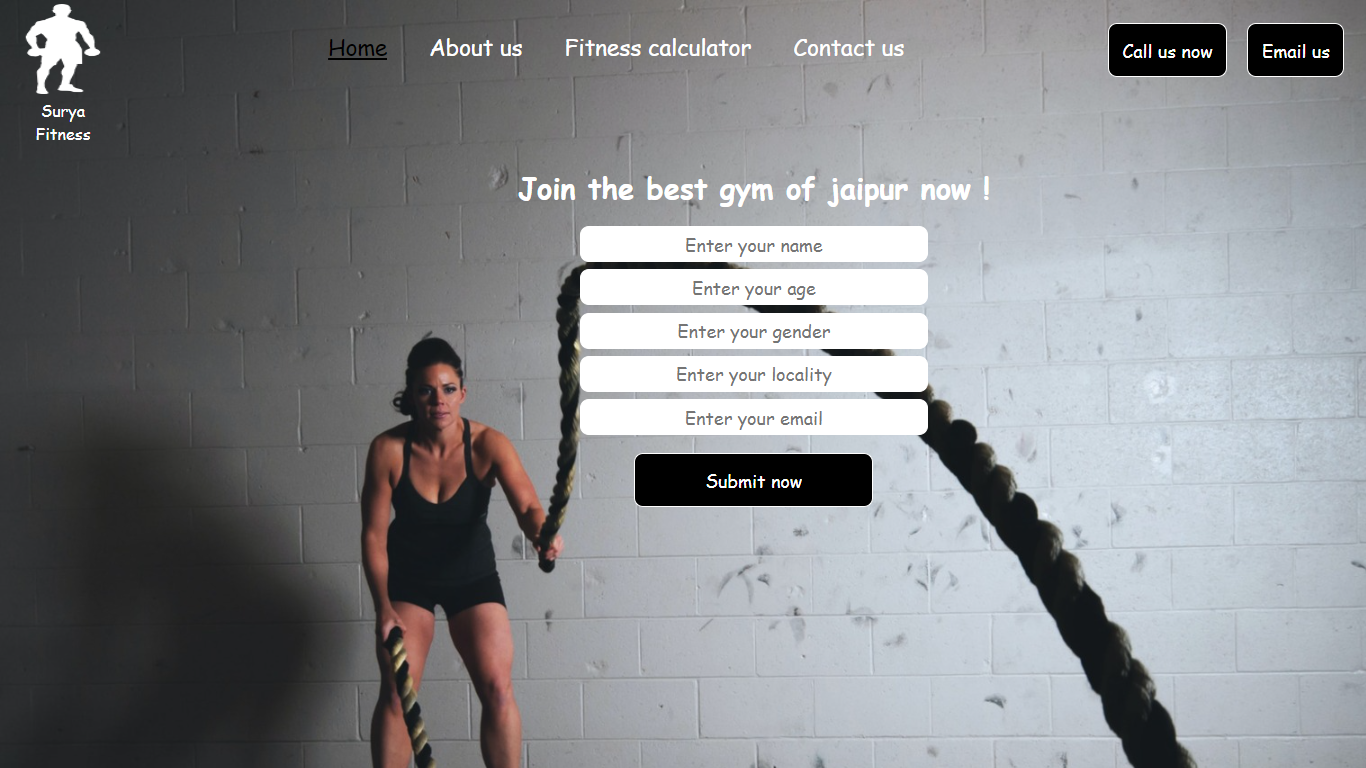 Home
About us
Fitness calculator
Contact us
Call us now
Email us
Surya
Fitness
Join the best gym of jaipur now !
Enter your name
Enter your age
Enter your gender
Enter your locality
Enter your email
Submit now